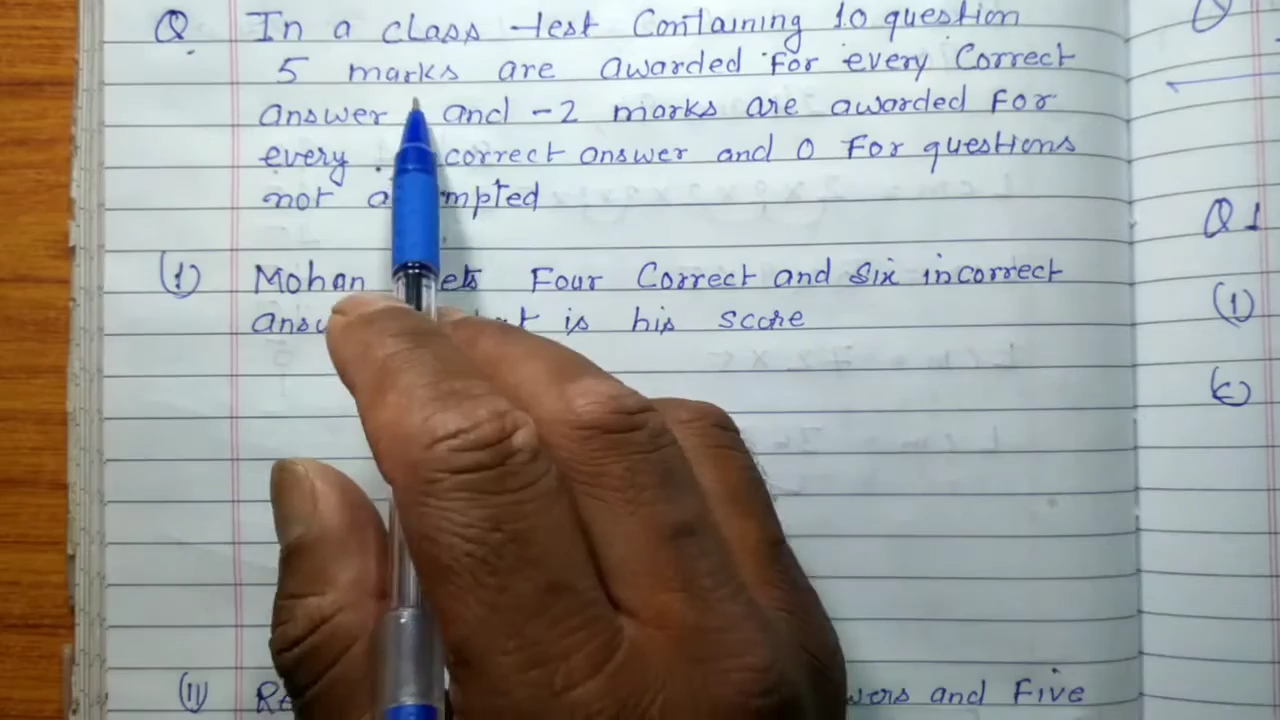 Q. In a class test Containing 10 question
5 marks are awarded for every Correct
answer and -2 marks are awarded For
every correct answer and 0 For questions
not mpted
(i) Mohan Four Correct and six incorrect
is his score
(ii) and Five
Q 1
(i)